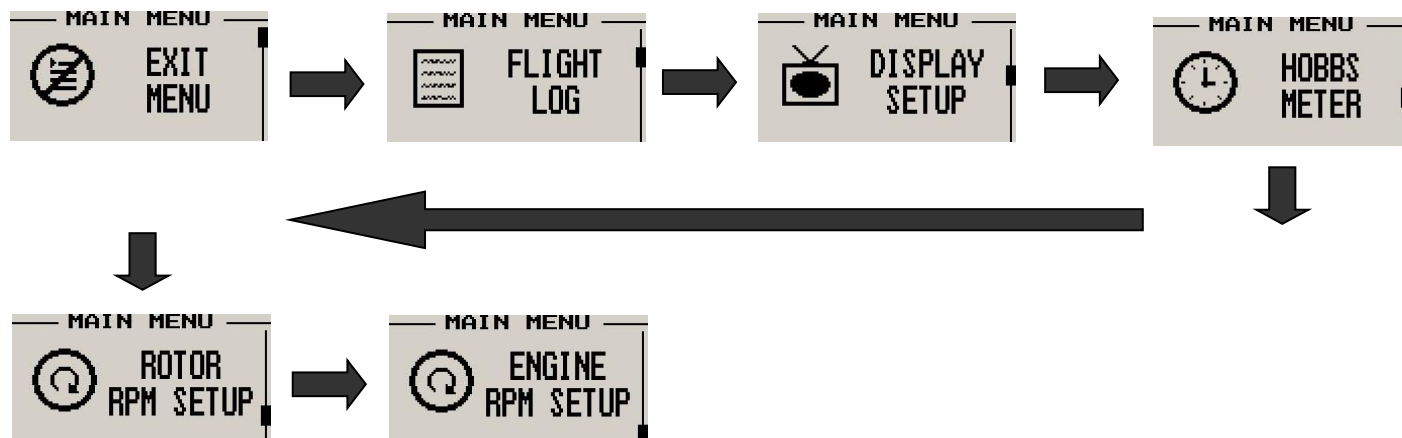 MAIN MENU
EXIT
MENU
MAIN MENU
FLIGHT
LOG
MAIN MENU
DISPLAY
SETUP
MAIN MENU
HOBBS
METER
MAIN MENU
ROTOR
RPM SETUP
MAIN MENU
ENGINE
RPM SETUP